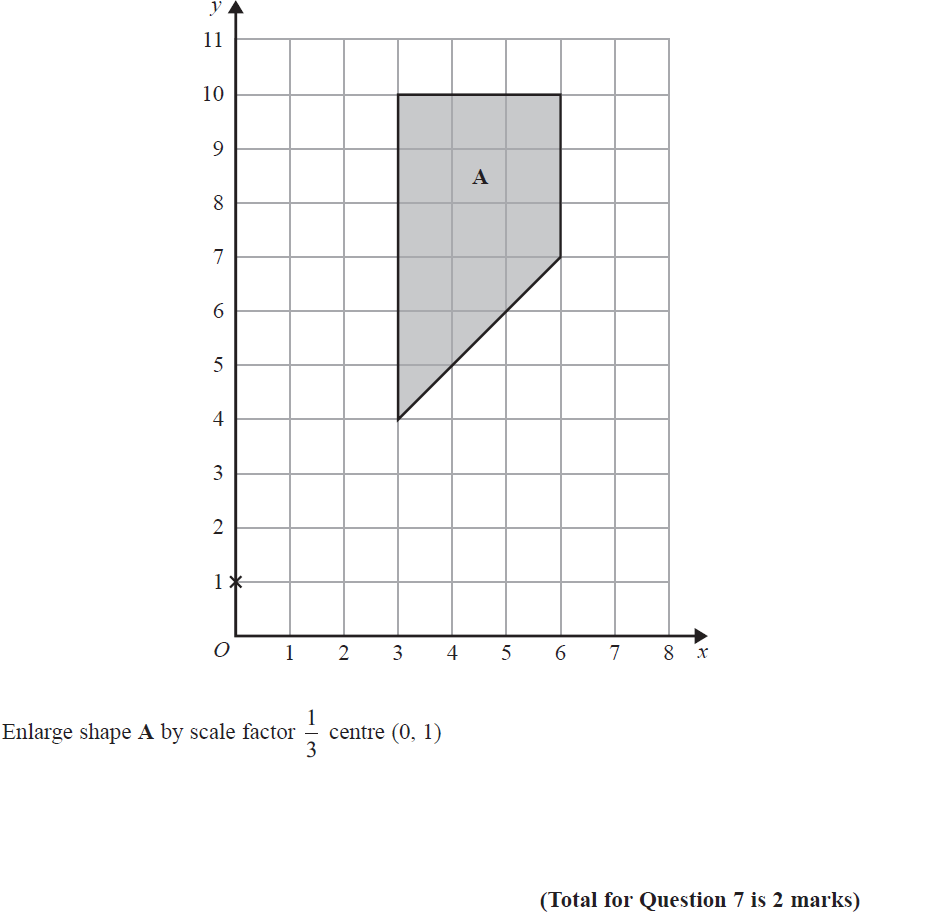 y
11
10
9
A
8
7
6
5
4
3
2
1
O 1 2 3 4 5 6 7 8 x
Enlarge shape A by scale factor 1/3 centre (0, 1)
(Total for Question 7 is 2 marks)